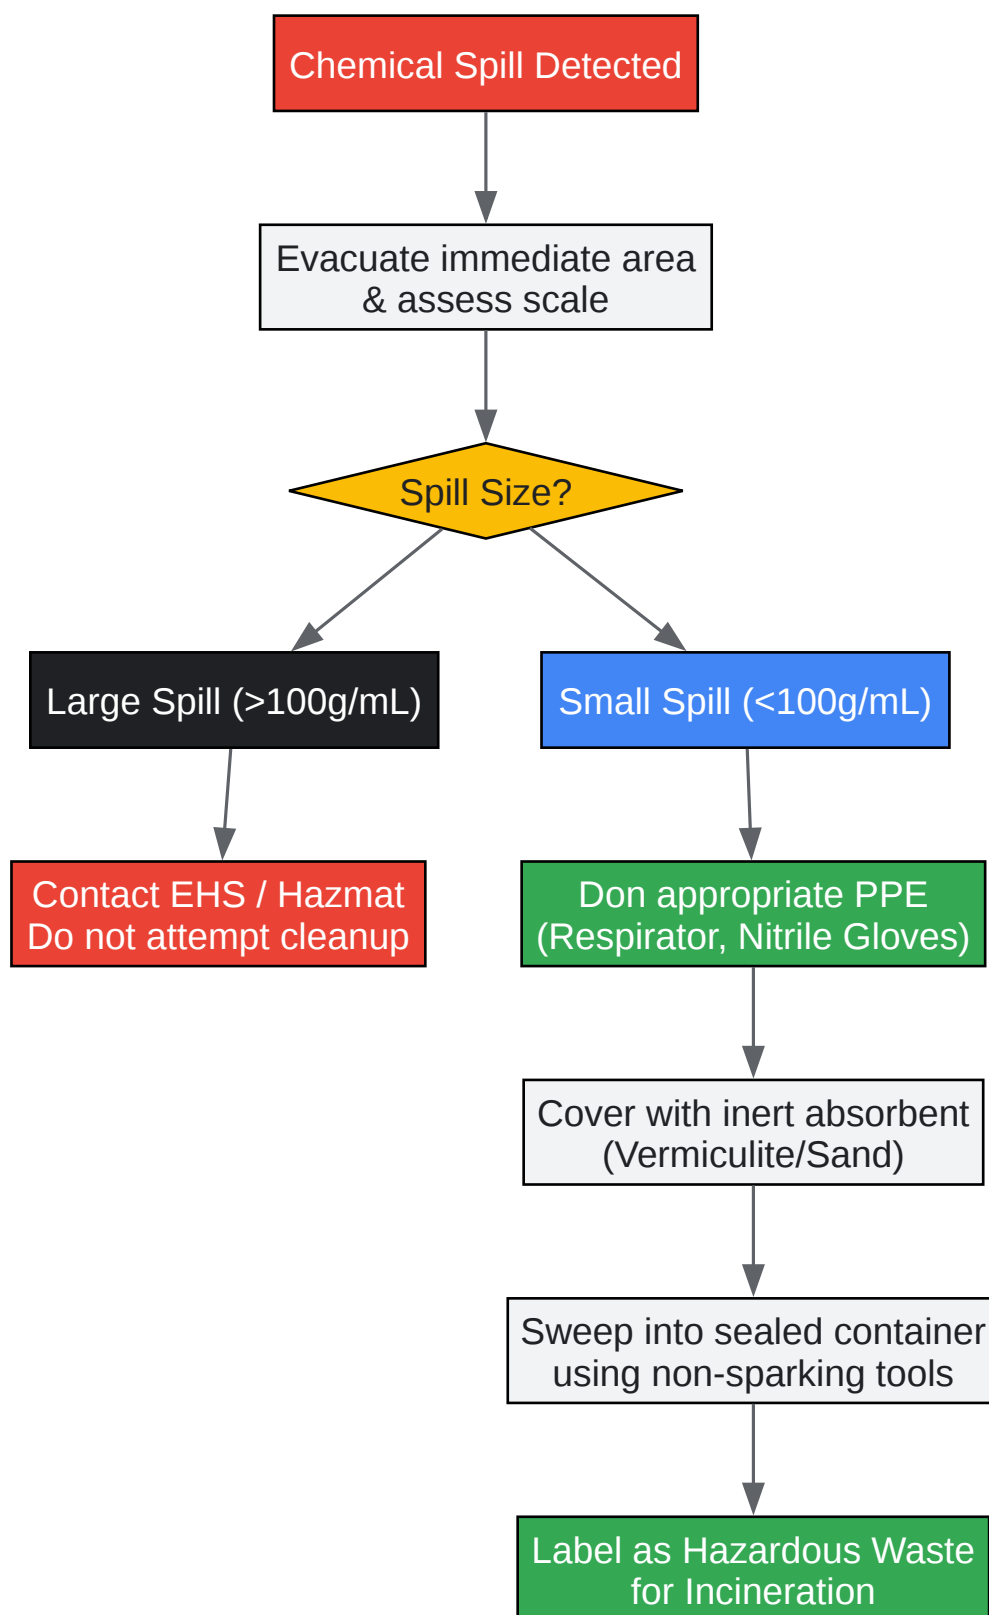 Chemical Spill Detected
Evacuate immediate area
& assess scale
Spill Size?
Large Spill (>100g/mL)
Small Spill (<100g/mL)
Contact EHS / Hazmat
Do not attempt cleanup
Don appropriate PPE
(Respirator, Nitrile Gloves)
Cover with inert absorbent
(Vermiculite/Sand)
Sweep into sealed container
using non-sparking tools
Label as Hazardous Waste
for Incineration